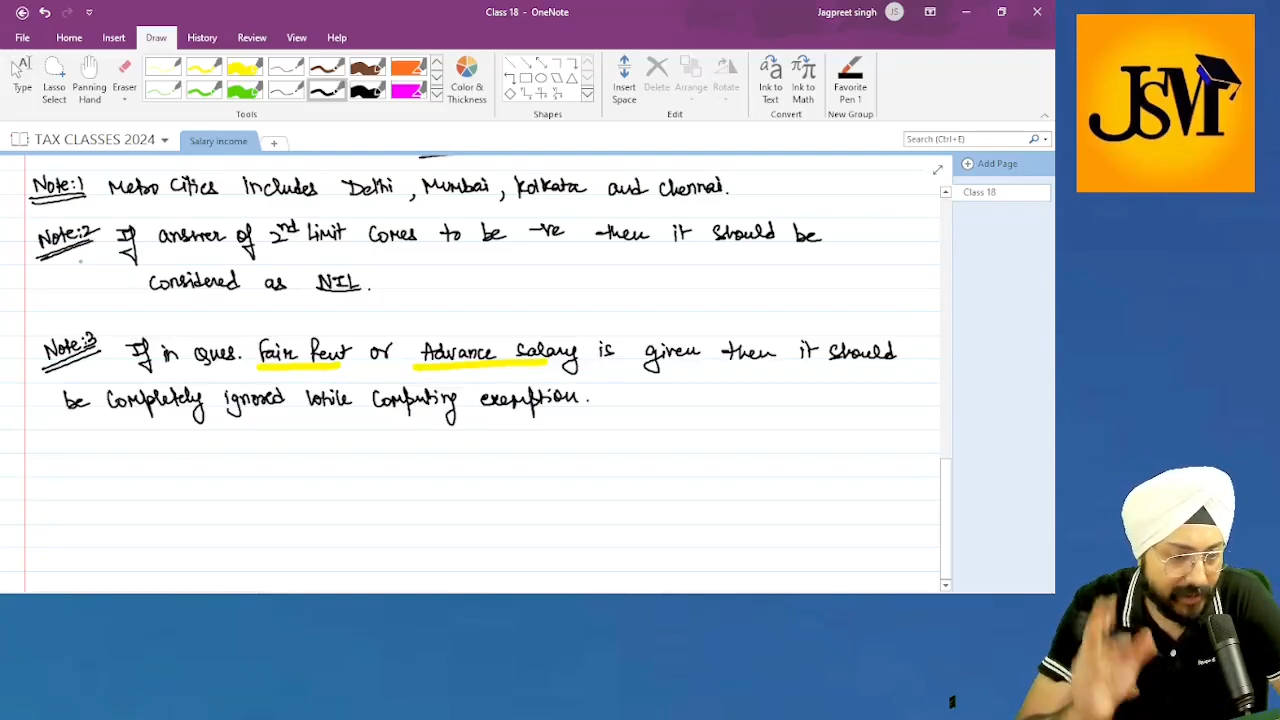 Class 18 - OneNote
Jagpreet singh JS
File Home Insert Draw History Review View Help
Type
Lasso Select
Panning Hand
Eraser
Color & Thickness
Insert Space
Delete
Arrange
Rotate
Ink to Text
Ink to Math
Favorite Pen 1
Tools Shapes Edit Convert New Group
TAX CLASSES 2024 Salary income
Search (Ctrl+E)
Add Page
Class 18
Note:1 Metro Cities includes Delhi, Mumbai, Kolkata and Chennai.
Note:2 If answer of 2nd limit comes to be -ve then it should be
considered as NIL.
Note:3 If in Ques. Fair Rent or Advance Salary is given then it should
be completely ignored while computing exemption.
JSM